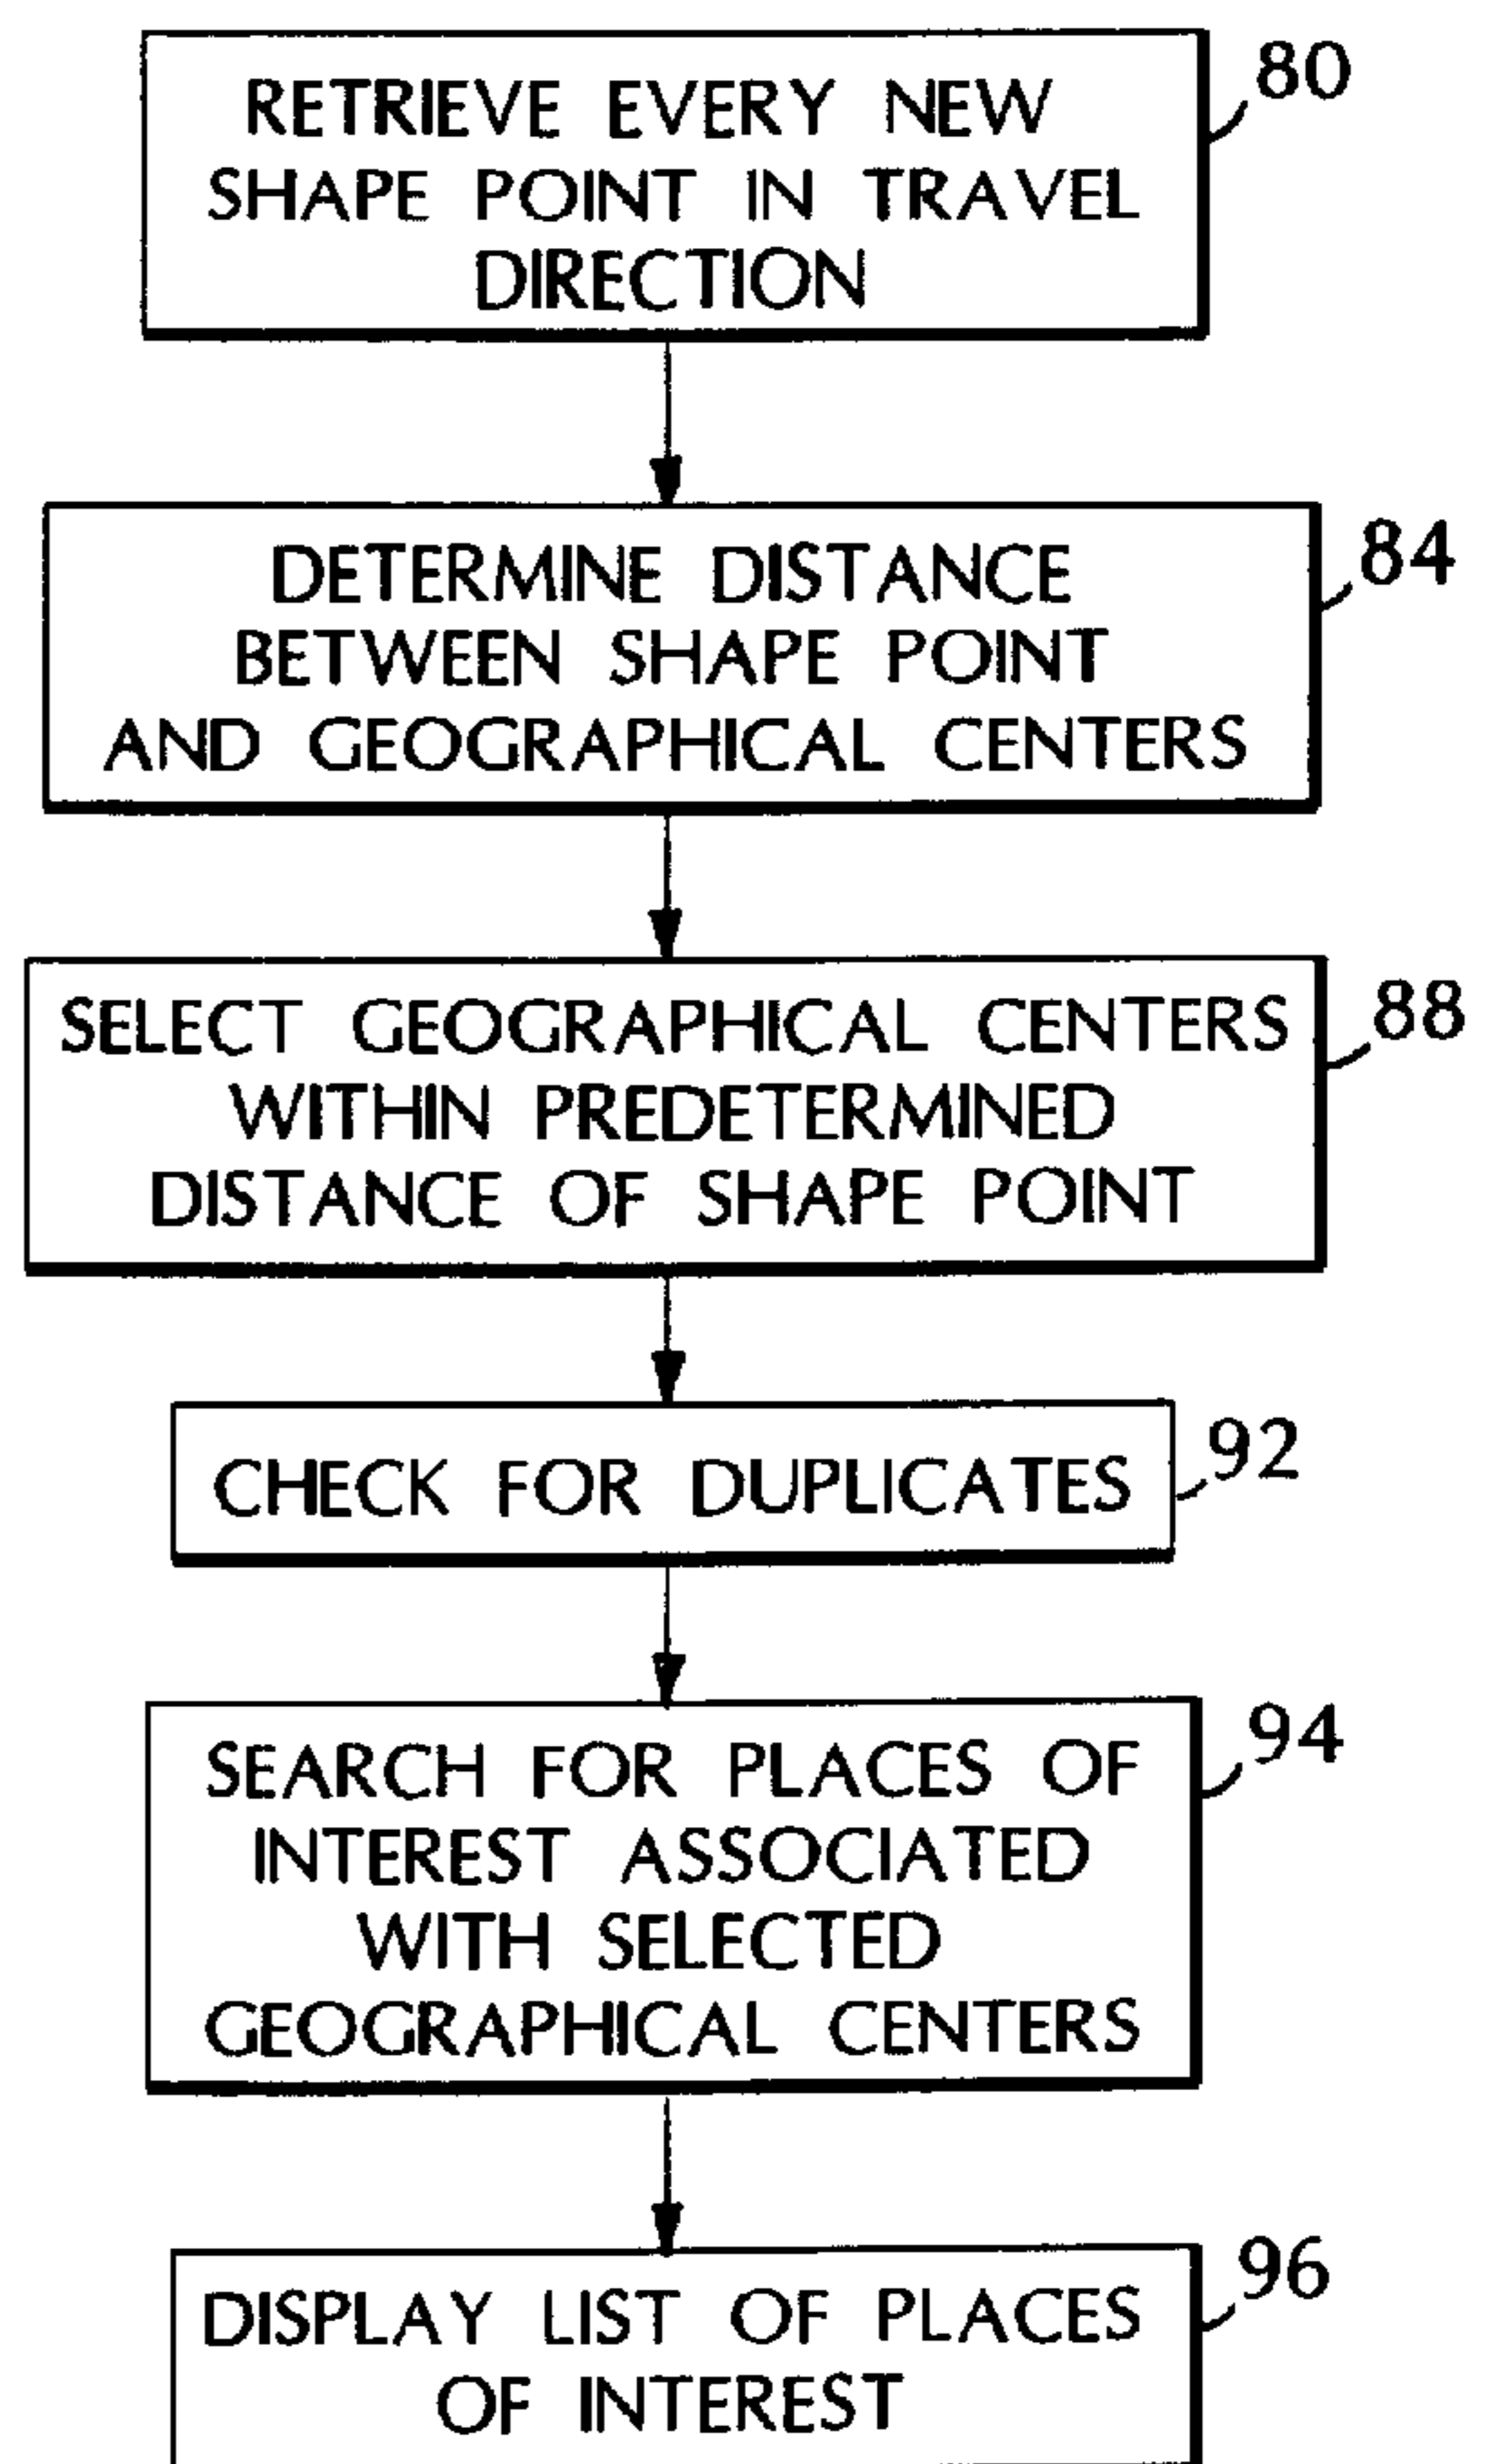 RETRIEVE EVERY NEW
SHAPE POINT IN TRAVEL
DIRECTION
80
DETERMINE DISTANCE
BETWEEN SHAPE POINT
AND GEOGRAPHICAL CENTERS
84
SELECT GEOGRAPHICAL CENTERS
WITHIN PREDETERMINED
DISTANCE OF SHAPE POINT
88
CHECK FOR DUPLICATES
92
SEARCH FOR PLACES OF
INTEREST ASSOCIATED
WITH SELECTED
GEOGRAPHICAL CENTERS
94
DISPLAY LIST OF PLACES
OF INTEREST
96